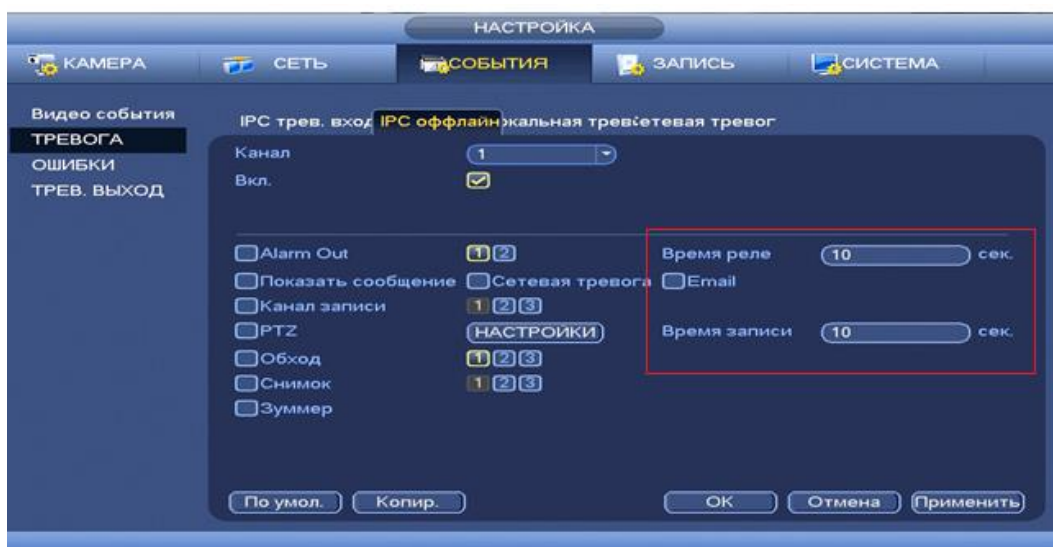 НАСТРОЙКА
КАМЕРА СЕТЬ СОБЫТИЯ ЗАПИСЬ СИСТЕМА
Видео события
ТРЕВОГА
ОШИБКИ
ТРЕВ. ВЫХОД
IPC трев. вход IPC оффлайн окальная трев сетевая тревог
Канал 1
Вкл.
Alarm Out 1 2 Время реле 10 сек.
Показать сообщение Сетевая тревога Email
Канал записи 1 2 3
PTZ НАСТРОЙКИ Время записи 10 сек.
Обход 1 2 3
Снимок 1 2 3
Зуммер
По умол. Копир. ОК Отмена Применить